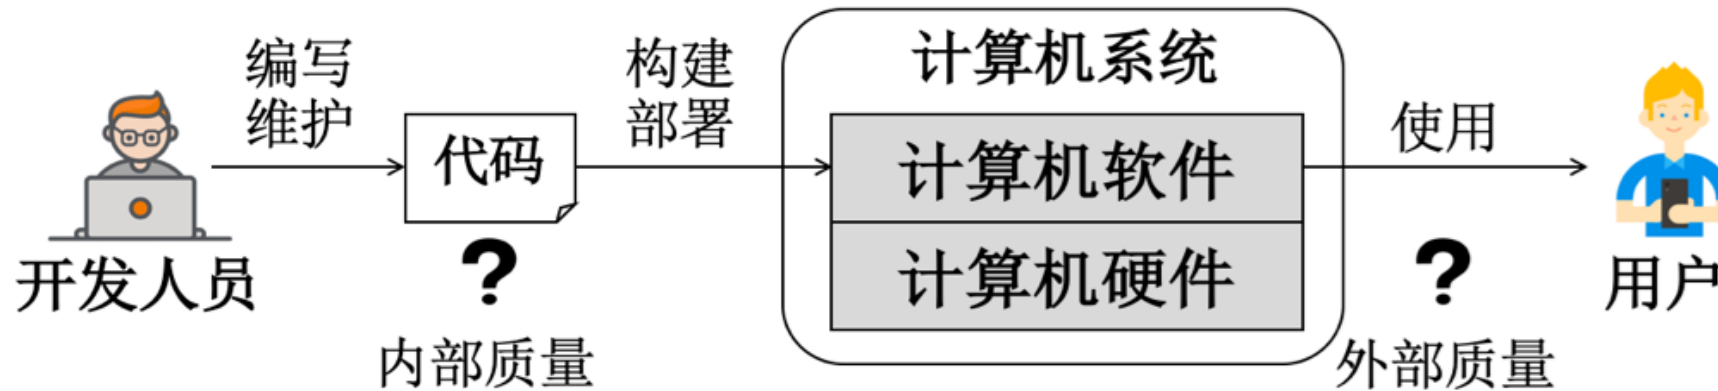 编写
维护
构建
部署
计算机系统
代码
计算机软件
计算机硬件
使用
开发人员
?
内部质量
?
外部质量
用户